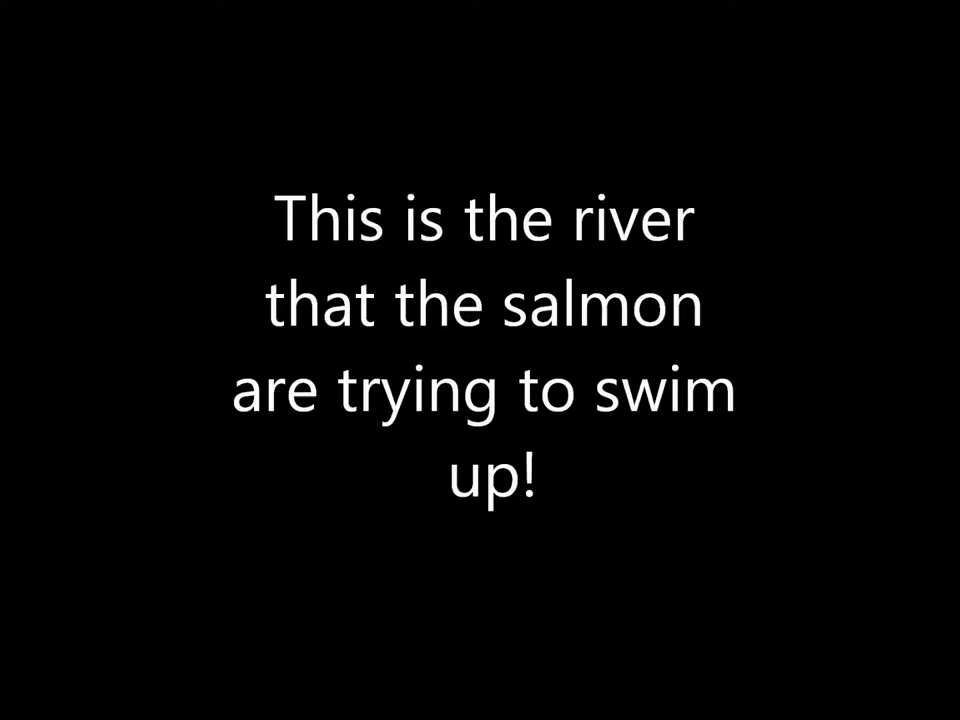 This is the river
that the salmon
are trying to swim
up!